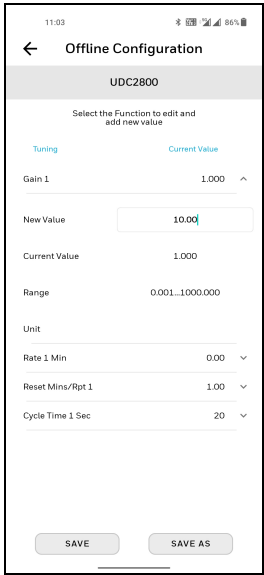 11:03 86%
Offline Configuration
UDC2800
Select the Function to edit and
add new value
Tuning Current Value
Gain 1 1.000
New Value 10.00
Current Value 1.000
Range 0.001...1000.000
Unit
Rate 1 Min 0.00
Reset Mins/Rpt 1 1.00
Cycle Time 1 Sec 20
SAVE SAVE AS